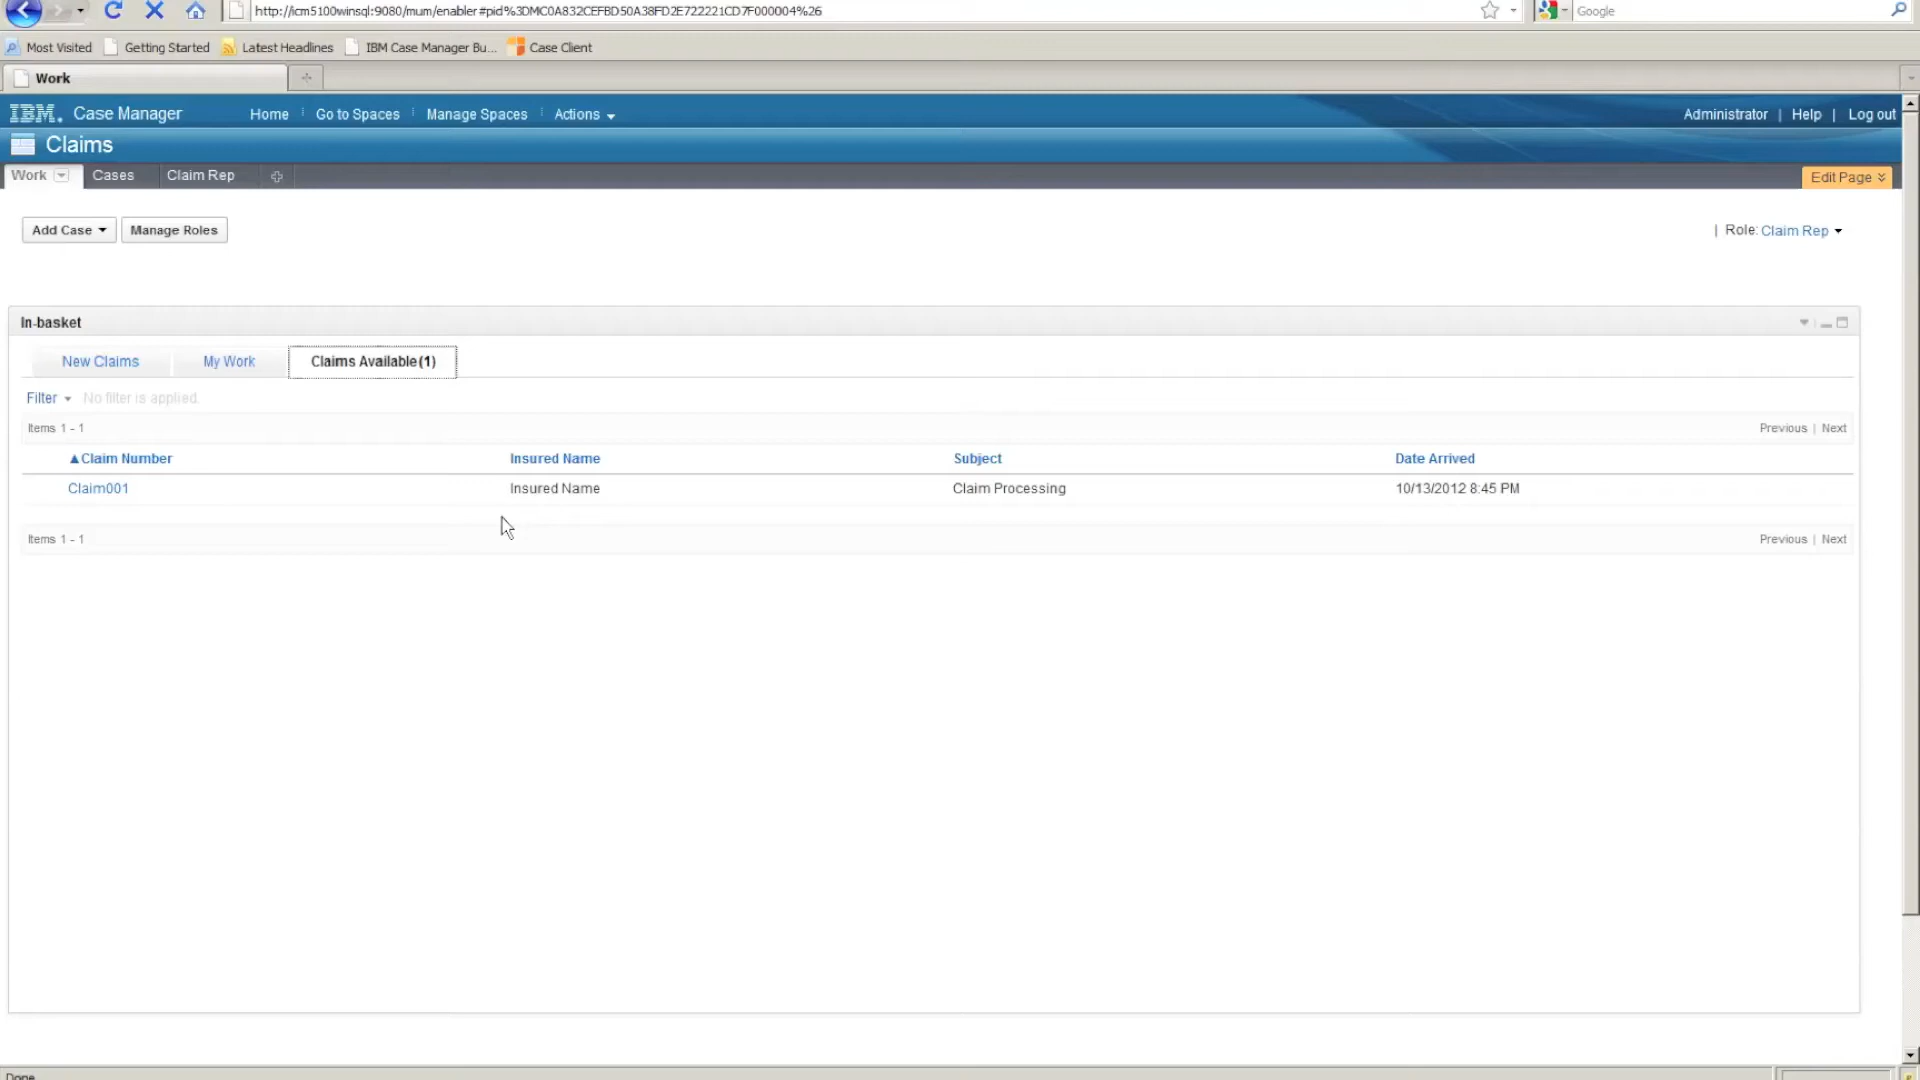 http://icm5100winsql:9080/mum/enabler#pid%3DMC0A832CEFBD50A38FD2E722221CD7F000004%26
Google
Most Visited Getting Started Latest Headlines IBM Case Manager Bu... Case Client
Work
IBM. Case Manager Home Go to Spaces Manage Spaces Actions Administrator | Help | Log out
Claims
Work Cases Claim Rep Edit Page
Add Case Manage Roles | Role: Claim Rep
In-basket
New Claims My Work Claims Available (1)
Filter No filter is applied.
Items 1 - 1 Previous | Next
Claim Number Insured Name Subject Date Arrived
Claim001 Insured Name Claim Processing 10/13/2012 8:45 PM
Items 1 - 1 Previous | Next
Done